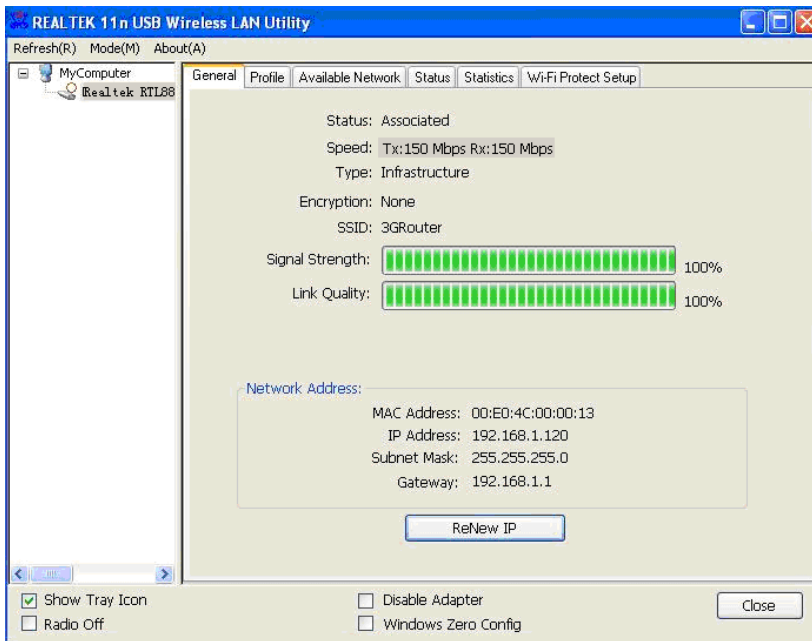 REALTEK 11n USB Wireless LAN Utility
Refresh(R) Mode(M) About(A)
MyComputer
Realtek RTL88
General Profile Available Network Status Statistics Wi-Fi Protect Setup
Status: Associated
Speed: Tx:150 Mbps Rx:150 Mbps
Type: Infrastructure
Encryption: None
SSID: 3GRouter
Signal Strength: 100%
Link Quality: 100%
Network Address:
MAC Address: 00:E0:4C:00:00:13
IP Address: 192.168.1.120
Subnet Mask: 255.255.255.0
Gateway: 192.168.1.1
ReNew IP
Show Tray Icon
Radio Off
Disable Adapter
Windows Zero Config
Close